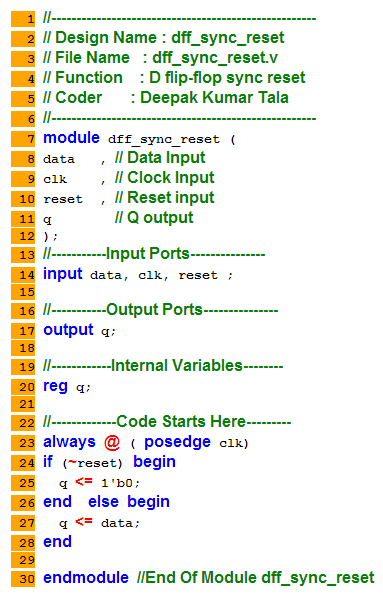 1 //-----------------------------------------------------
2 // Design Name : dff_sync_reset
3 // File Name   : dff_sync_reset.v
4 // Function    : D flip-flop sync reset
5 // Coder       : Deepak Kumar Tala
6 //-----------------------------------------------------
7 module dff_sync_reset (
8 data   , // Data Input
9 clk    , // Clock Input
10 reset  , // Reset input
11 q        // Q output
12 );
13 //-----------Input Ports---------------
14 input data, clk, reset ;
15
16 //-----------Output Ports---------------
17 output q;
18
19 //------------Internal Variables--------
20 reg q;
21
22 //-------------Code Starts Here---------
23 always @ ( posedge clk)
24 if (~reset) begin
25   q <= 1'b0;
26 end  else begin
27   q <= data;
28 end
29
30 endmodule //End Of Module dff_sync_reset